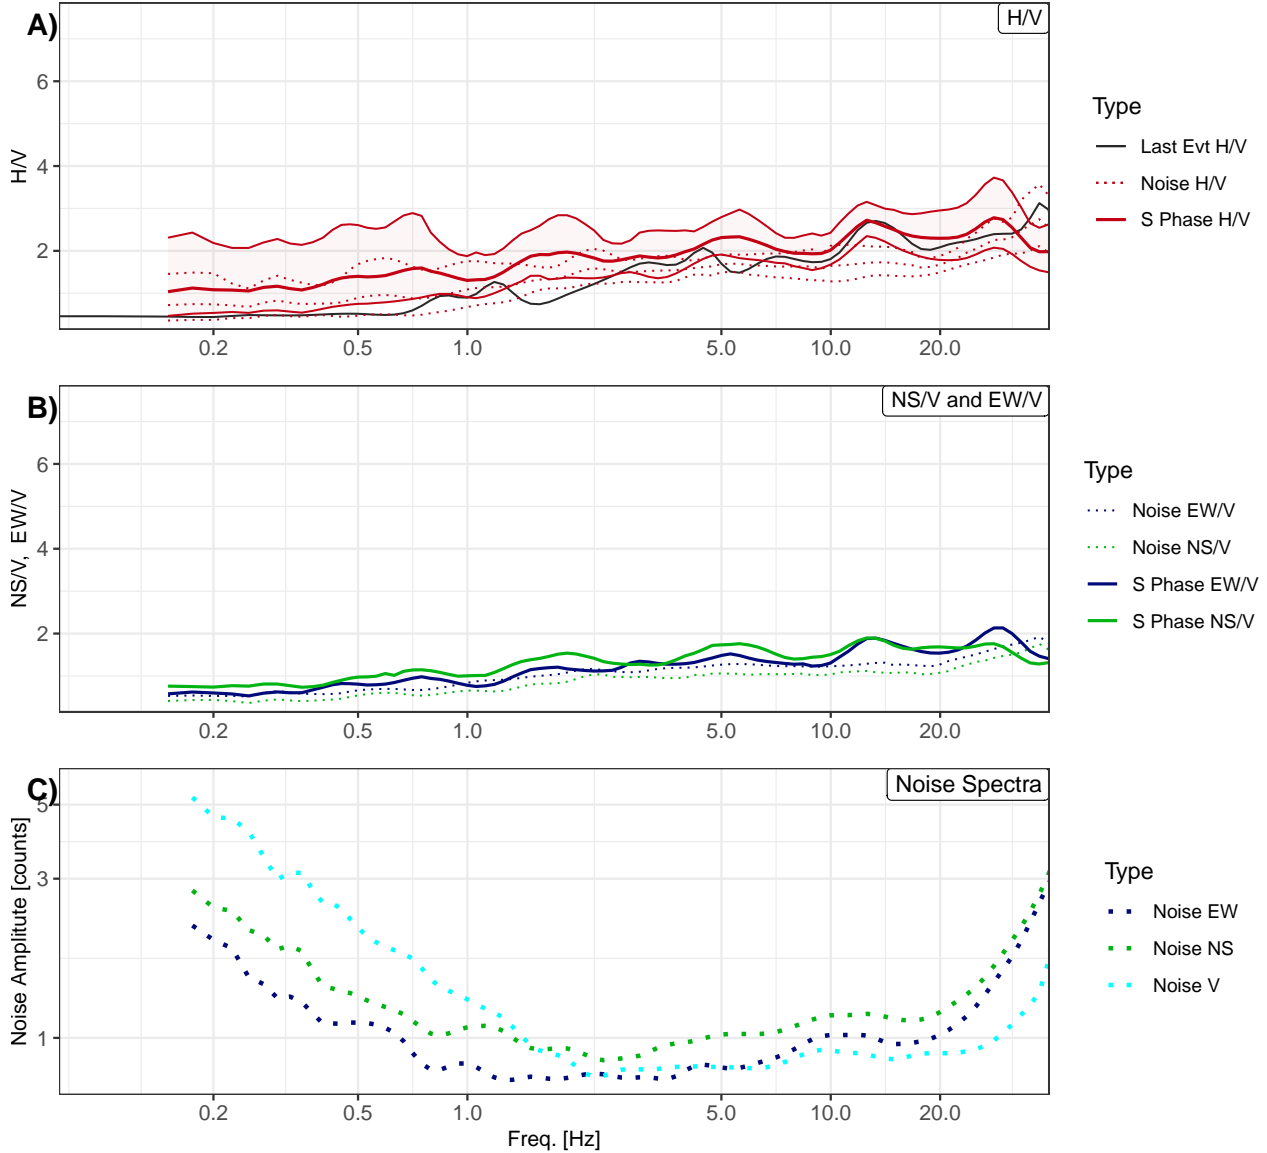 A)
H/V
6
4
2
H/V
0.2 0.5 1.0 5.0 10.0 20.0
Type
Last Evt H/V
Noise H/V
S Phase H/V
B)
NS/V and EW/V
6
4
2
NS/V, EW/V
0.2 0.5 1.0 5.0 10.0 20.0
Type
Noise EW/V
Noise NS/V
S Phase EW/V
S Phase NS/V
C)
Noise Spectra
5
3
1
Noise Amplitute [counts]
0.2 0.5 1.0 5.0 10.0 20.0
Freq. [Hz]
Type
Noise EW
Noise NS
Noise V